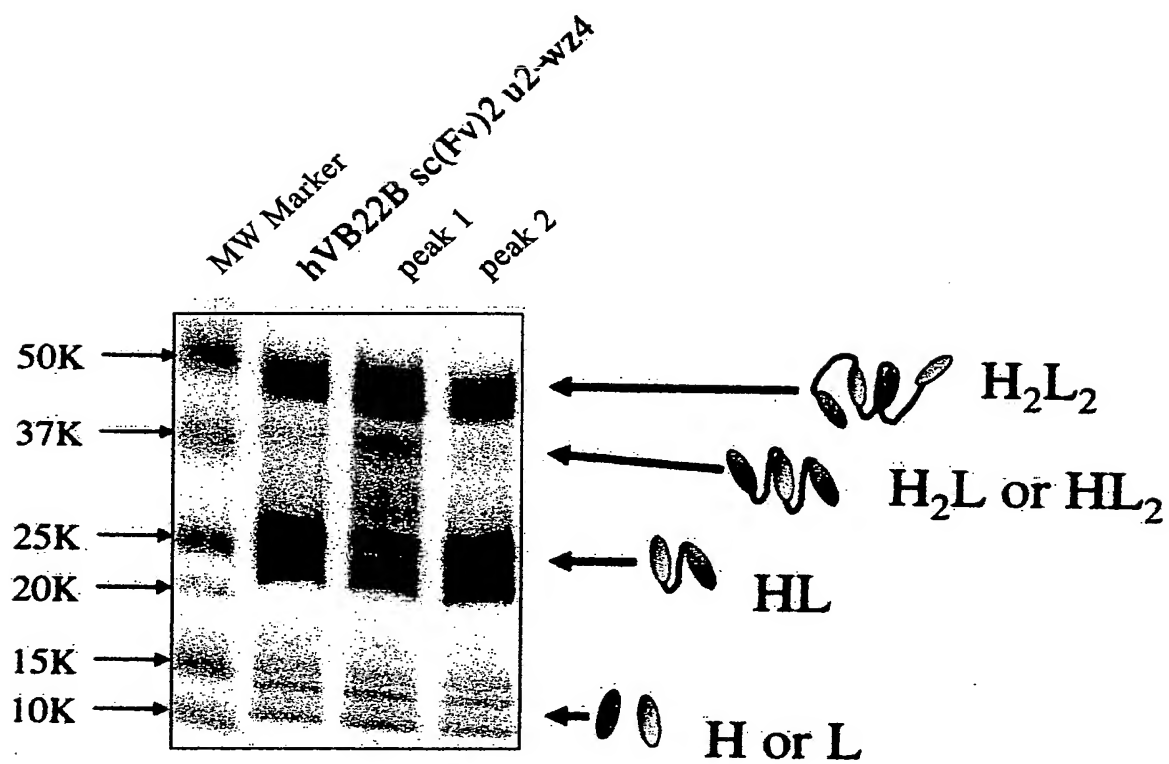 MW Marker
hVB22B sc(Fv)2 u2-wz4
peak 1
peak 2
50K
37K
25K
20K
15K
10K
H₂L₂
H₂L or HL₂
HL
H or L